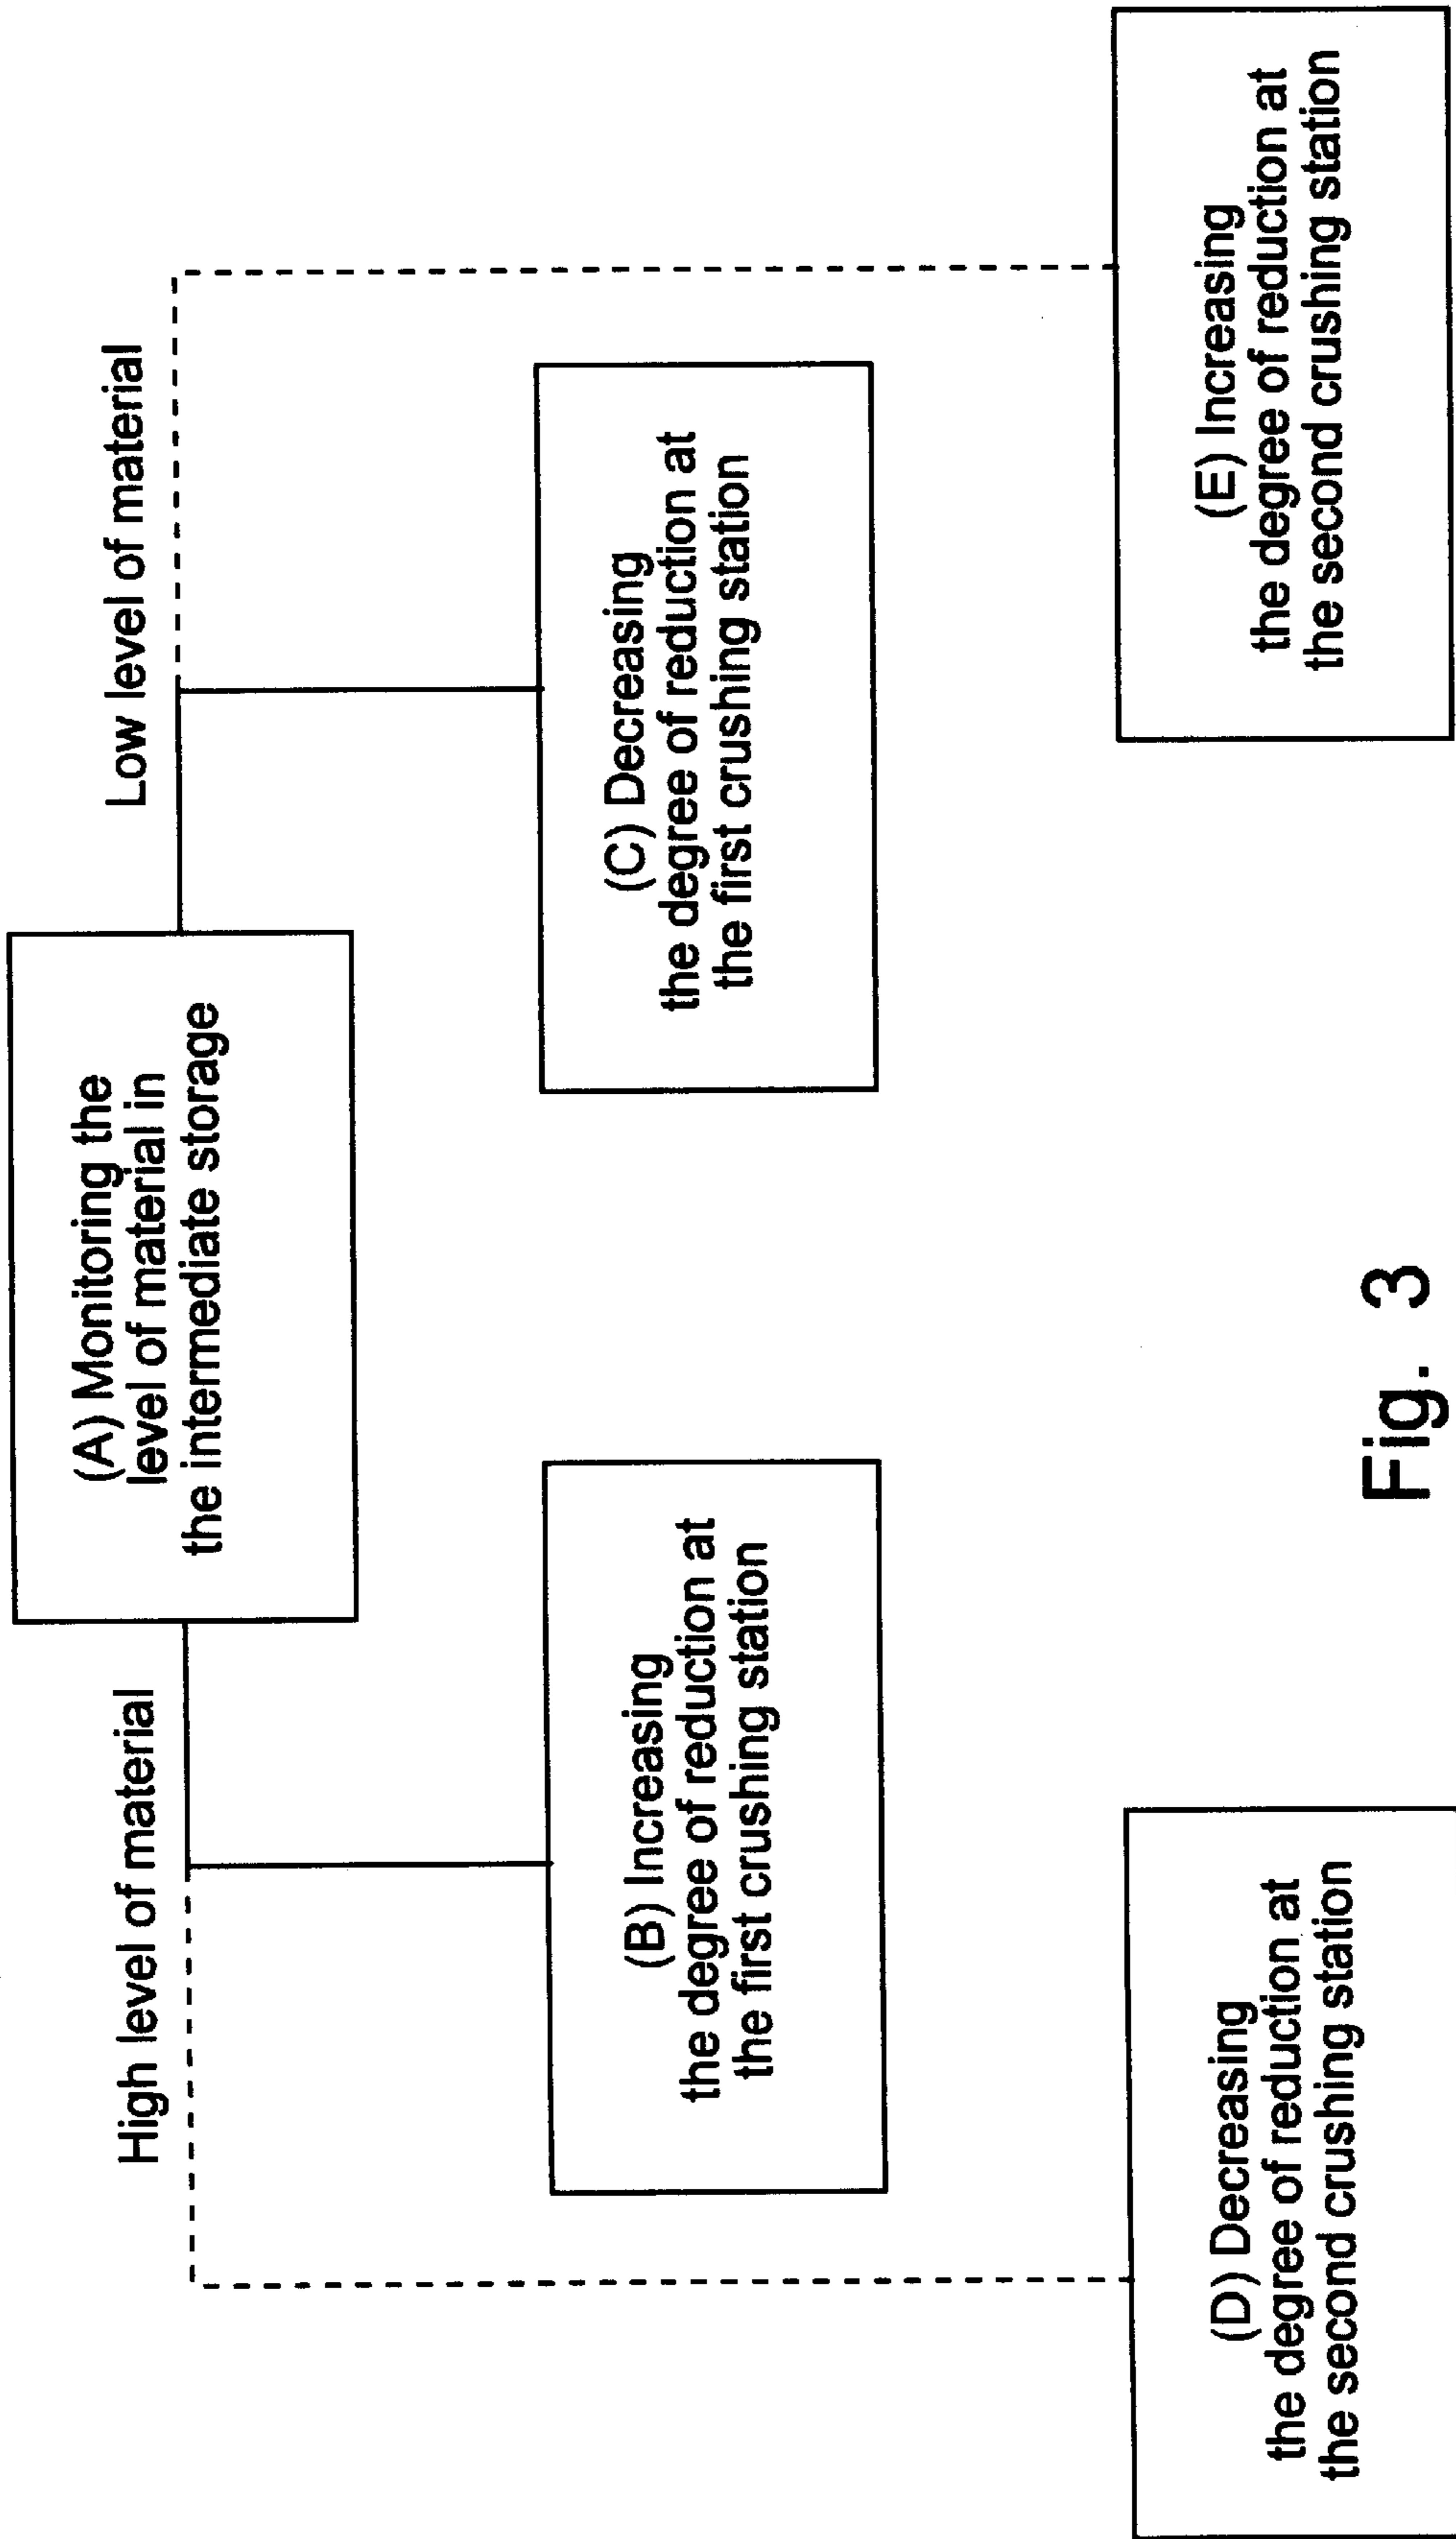 (A) Monitoring the
level of material in
the intermediate storage
High level of material
Low level of material
(B) Increasing
the degree of reduction at
the first crushing station
(C) Decreasing
the degree of reduction at
the first crushing station
(D) Decreasing
the degree of reduction at
the second crushing station
(E) Increasing
the degree of reduction at
the second crushing station
Fig. 3